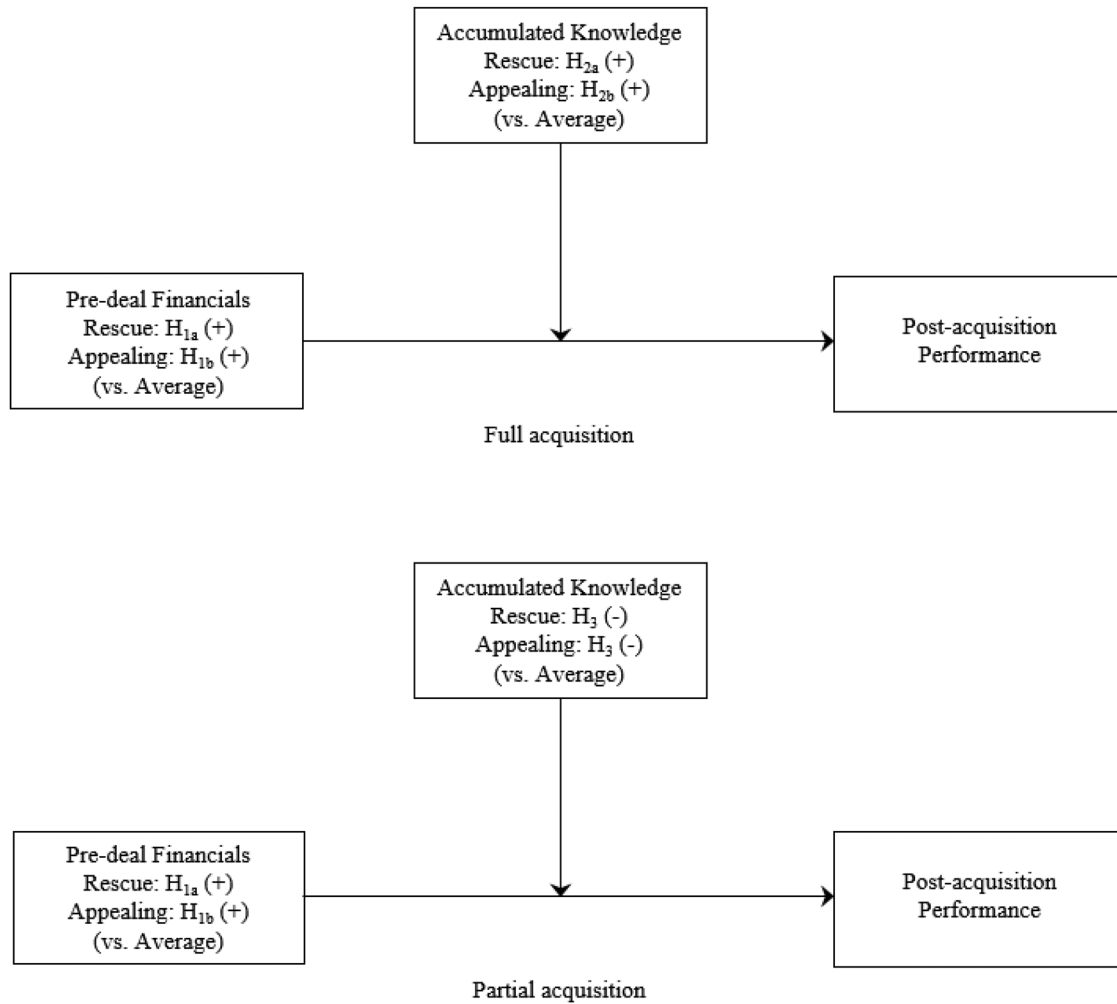 Accumulated Knowledge
Rescue: H2a (+)
Appealing: H2b (+)
(vs. Average)
Pre-deal Financials
Rescue: H1a (+)
Appealing: H1b (+)
(vs. Average)
Post-acquisition
Performance
Full acquisition
Accumulated Knowledge
Rescue: H3 (-)
Appealing: H3 (-)
(vs. Average)
Pre-deal Financials
Rescue: H1a (+)
Appealing: H1b (+)
(vs. Average)
Post-acquisition
Performance
Partial acquisition